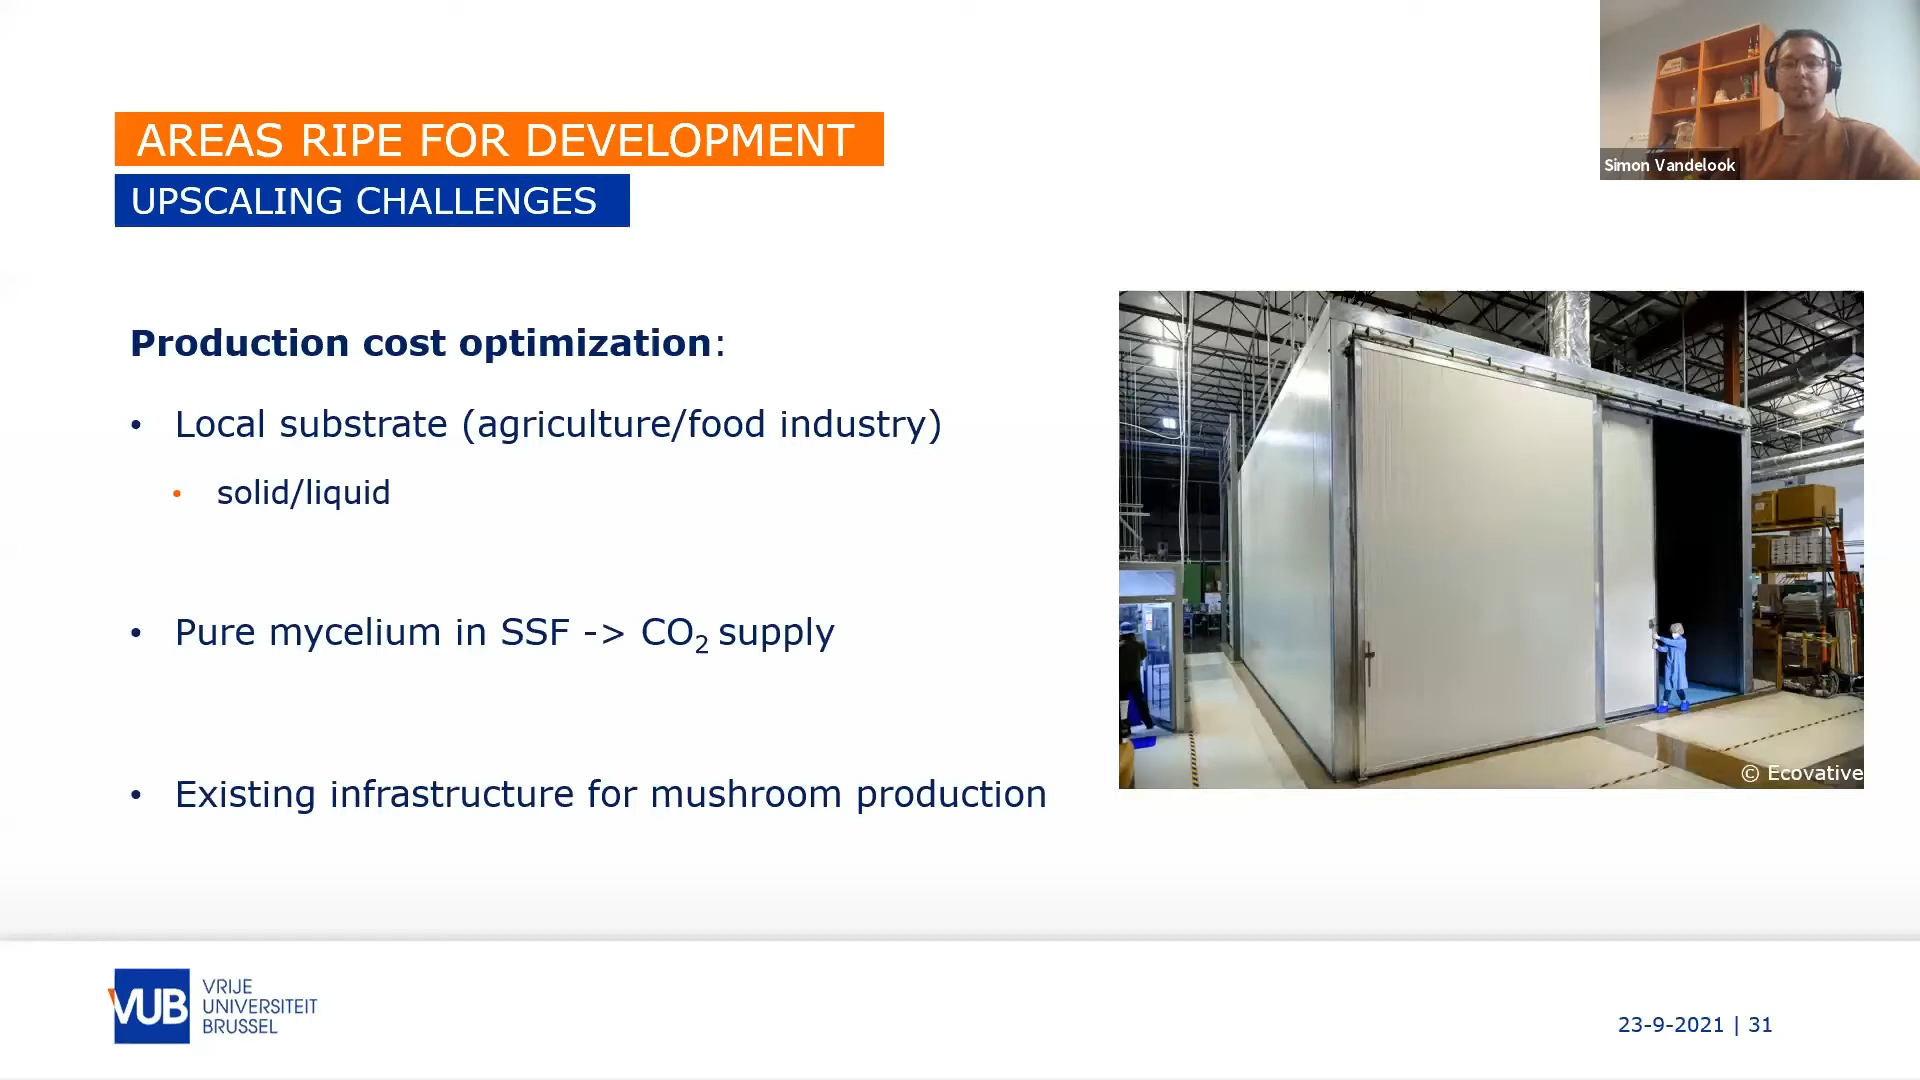 AREAS RIPE FOR DEVELOPMENT
UPSCALING CHALLENGES
Simon Vandelook
Production cost optimization:
• Local substrate (agriculture/food industry)
• solid/liquid
• Pure mycelium in SSF -> CO₂ supply
• Existing infrastructure for mushroom production
© Ecovative
VUB
VRIJE
UNIVERSITEIT
BRUSSEL
23-9-2021 | 31